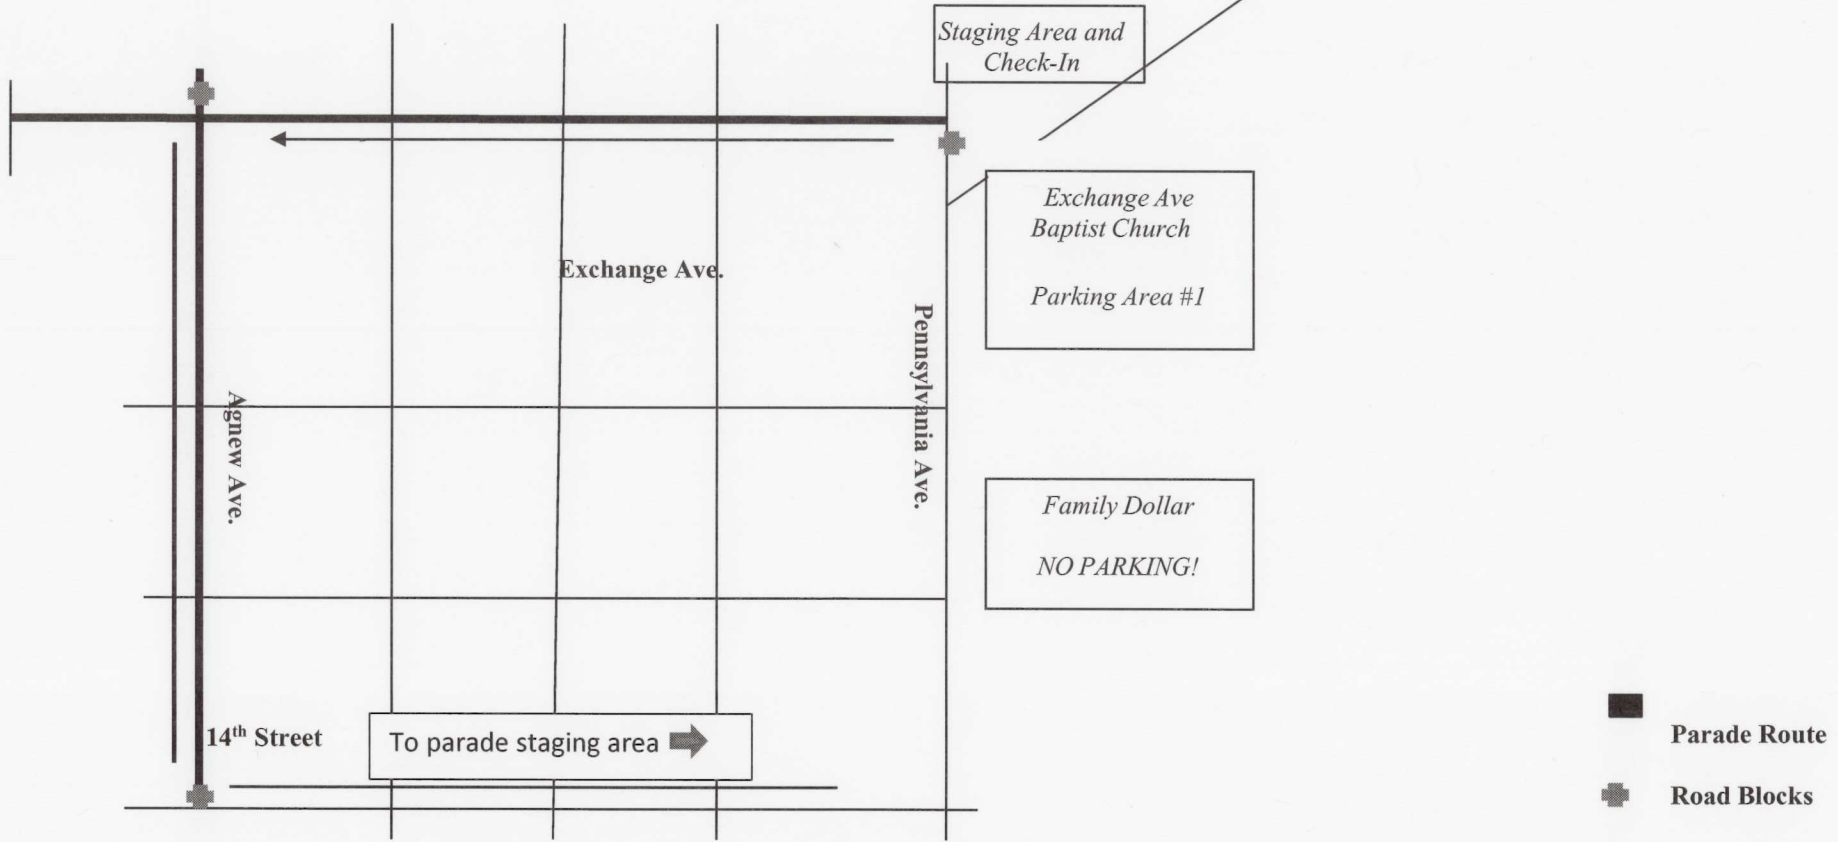 Staging Area and
Check-In
Exchange Ave
Baptist Church
Parking Area #1
Exchange Ave.
Pennsylvania Ave.
Agnew Ave.
Family Dollar
NO PARKING!
14th Street
To parade staging area
Parade Route
Road Blocks